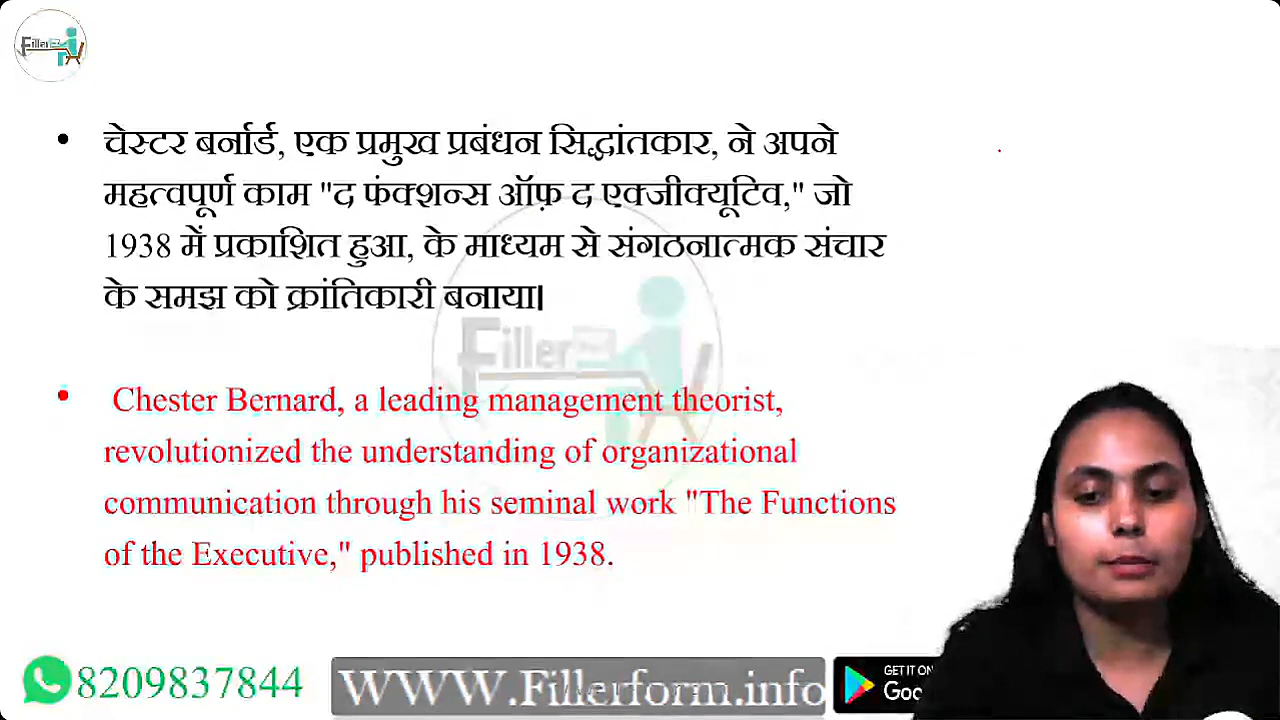 Filler
चेस्टर बर्नार्ड, एक प्रमुख प्रबंधन सिद्धांतकार, ने अपने
महत्वपूर्ण काम "द फंक्शन्स ऑफ़ द एक्जीक्यूटिव," जो
1938 में प्रकाशित हुआ, के माध्यम से संगठनात्मक संचार
के समझ को क्रांतिकारी बनाया।
Filler
Chester Bernard, a leading management theorist,
revolutionized the understanding of organizational
communication through his seminal work "The Functions
of the Executive," published in 1938.
8209837844
WWW.Fillerform.info
GET IT ON
Goo